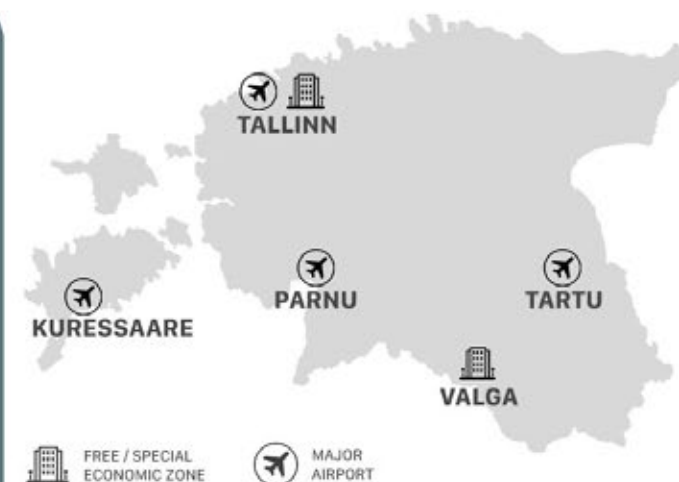 TALLINN
PARNU
TARTU
KURESSAARE
VALGA
FREE / SPECIAL
ECONOMIC ZONE
MAJOR
AIRPORT